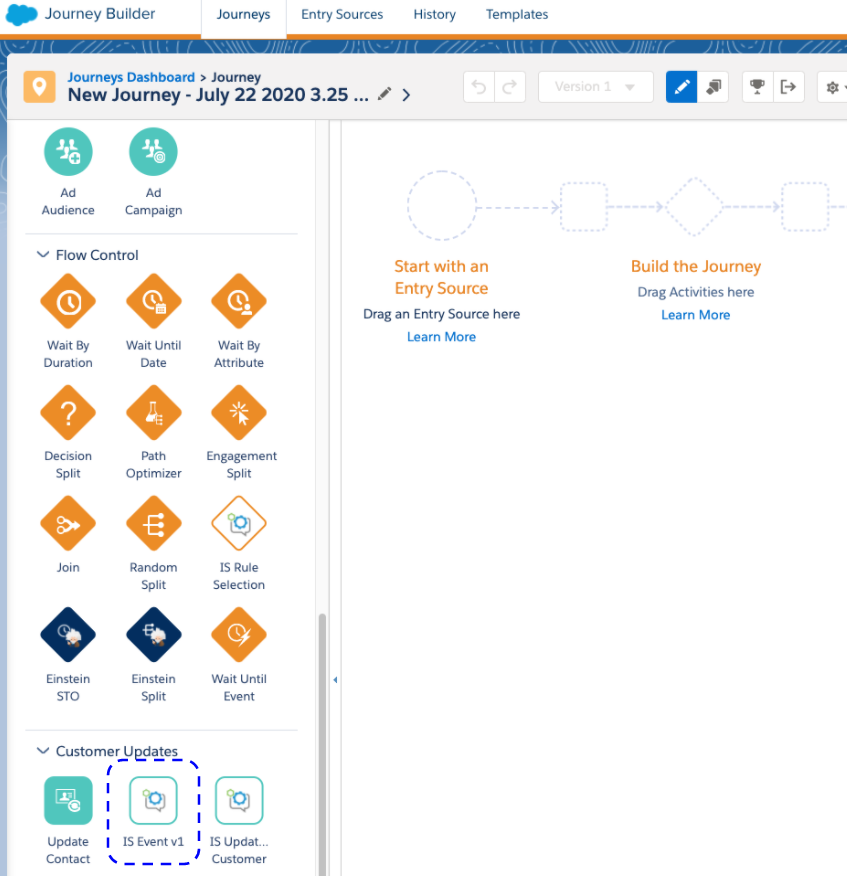 Journey Builder
Journeys
Entry Sources
History
Templates
Journeys Dashboard > Journey
New Journey - July 22 2020 3.25 ...
Version 1
Ad
Audience
Ad
Campaign
Flow Control
Wait By
Duration
Wait Until
Date
Wait By
Attribute
Decision
Split
Path
Optimizer
Engagement
Split
Join
Random
Split
IS Rule
Selection
Einstein
STO
Einstein
Split
Wait Until
Event
Customer Updates
Update
Contact
IS Event v1
IS Updat...
Customer
Start with an
Entry Source
Drag an Entry Source here
Learn More
Build the Journey
Drag Activities here
Learn More